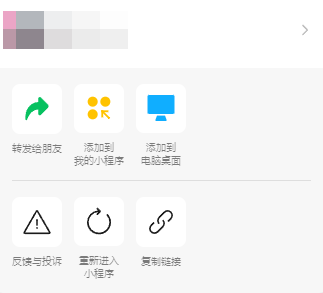 转发给朋友
添加到
我的小程序
添加到
电脑桌面
反馈与投诉
重新进入
小程序
复制链接